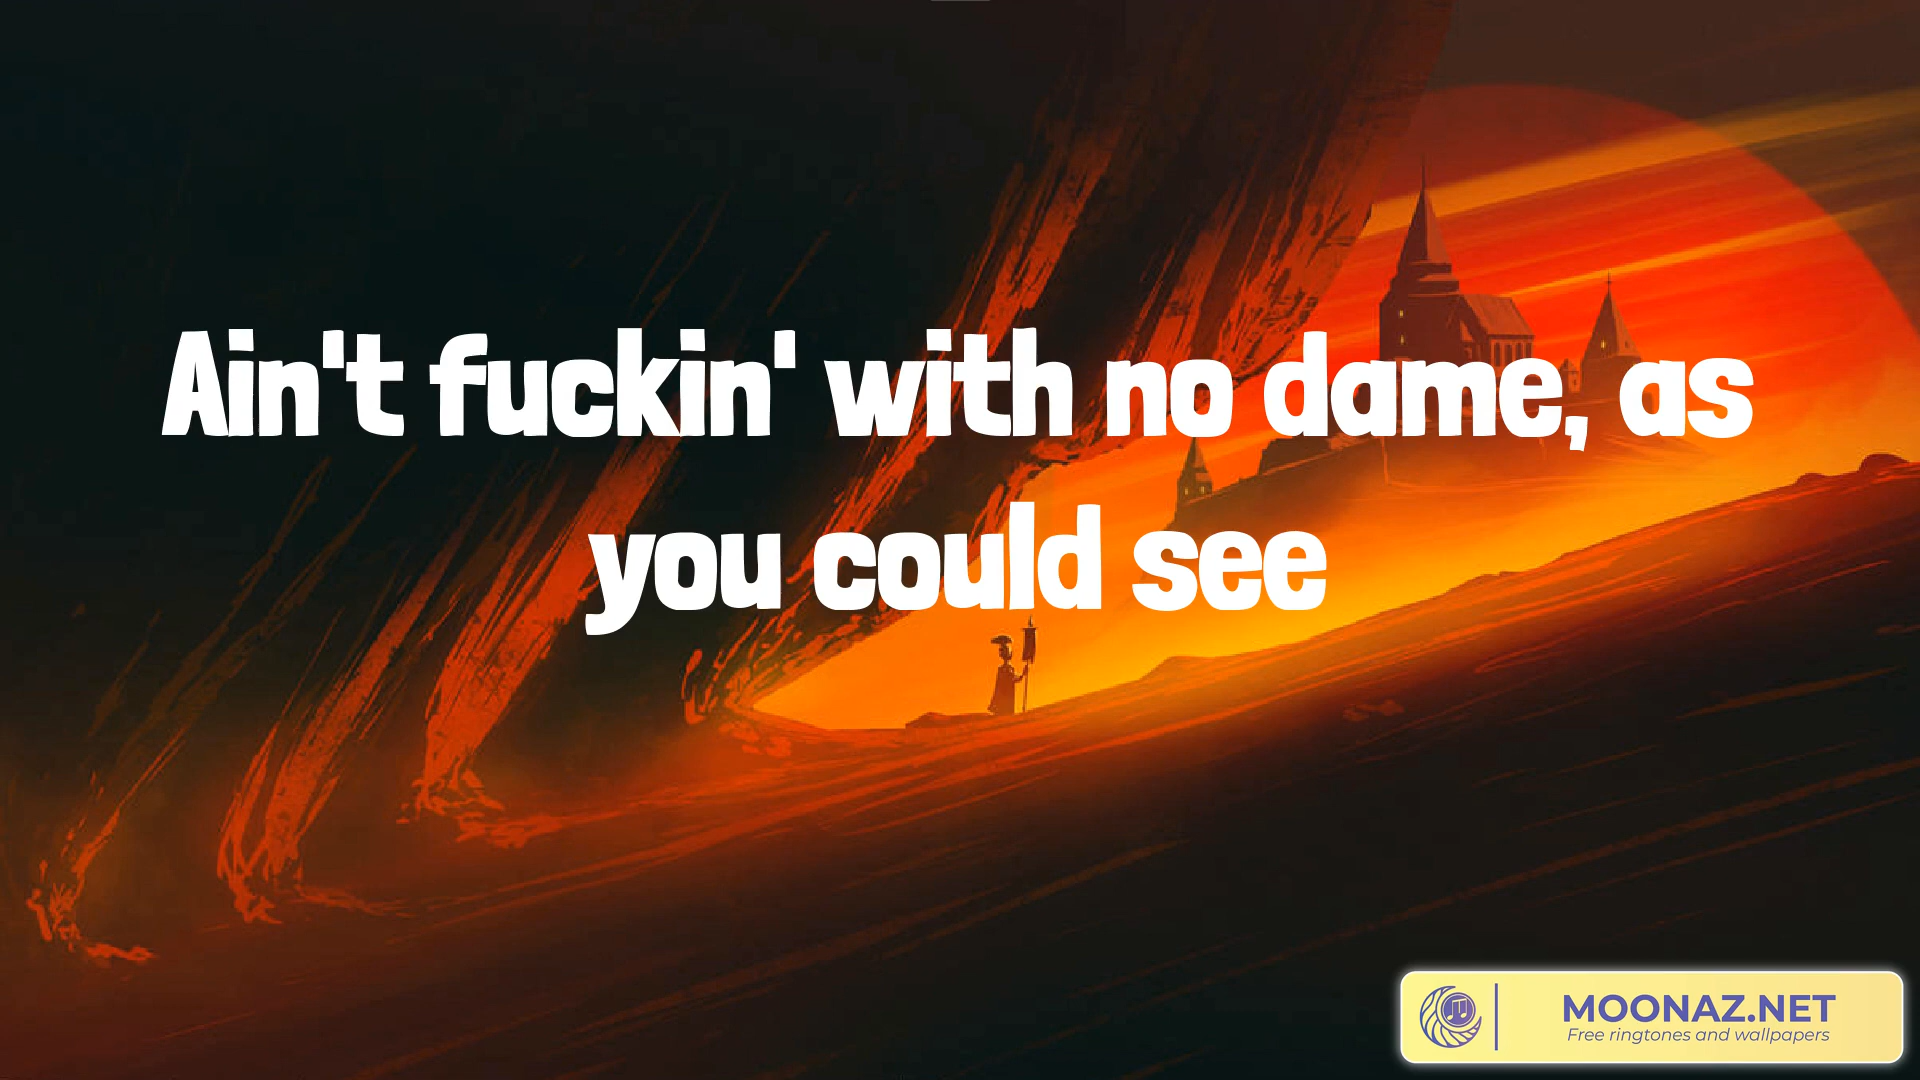 Ain't fuckin' with no dame, as
you could see
MOONAZ.NET
Free ringtones and wallpapers